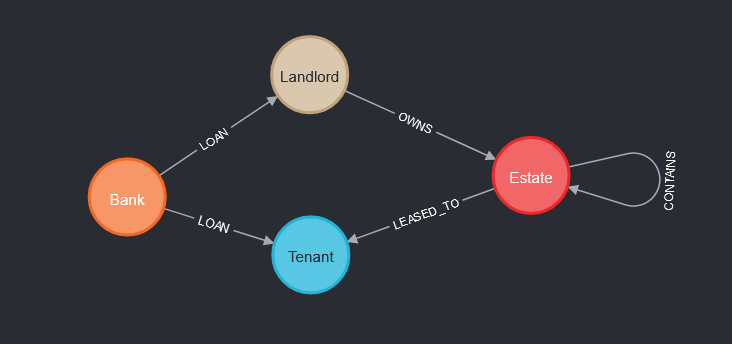 Landlord
OWNS
LOAN
Estate
CONTAINS
Bank
LOAN
LEASED_TO
Tenant